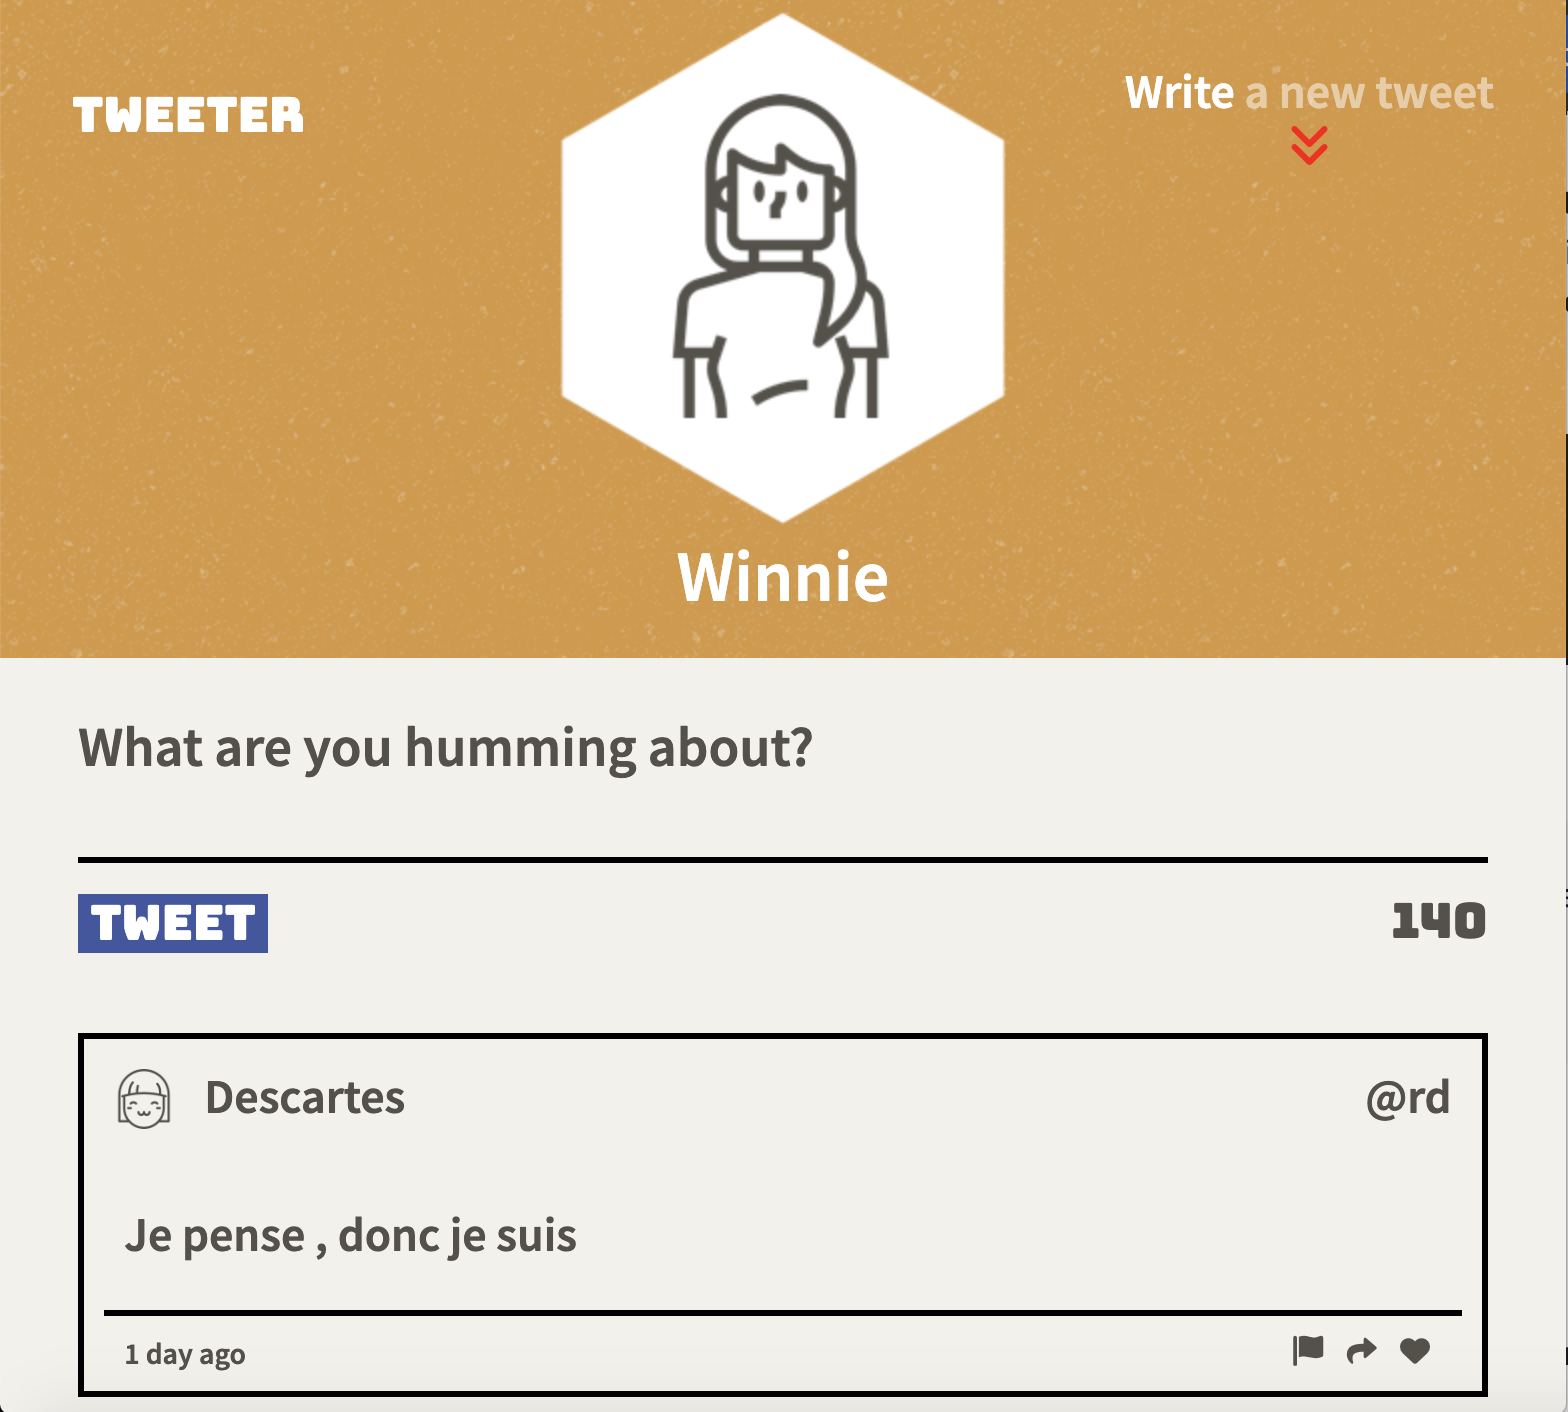 TWEETER
Write a new tweet
Winnie
What are you humming about?
TWEET
140
Descartes
@rd
Je pense , donc je suis
1 day ago